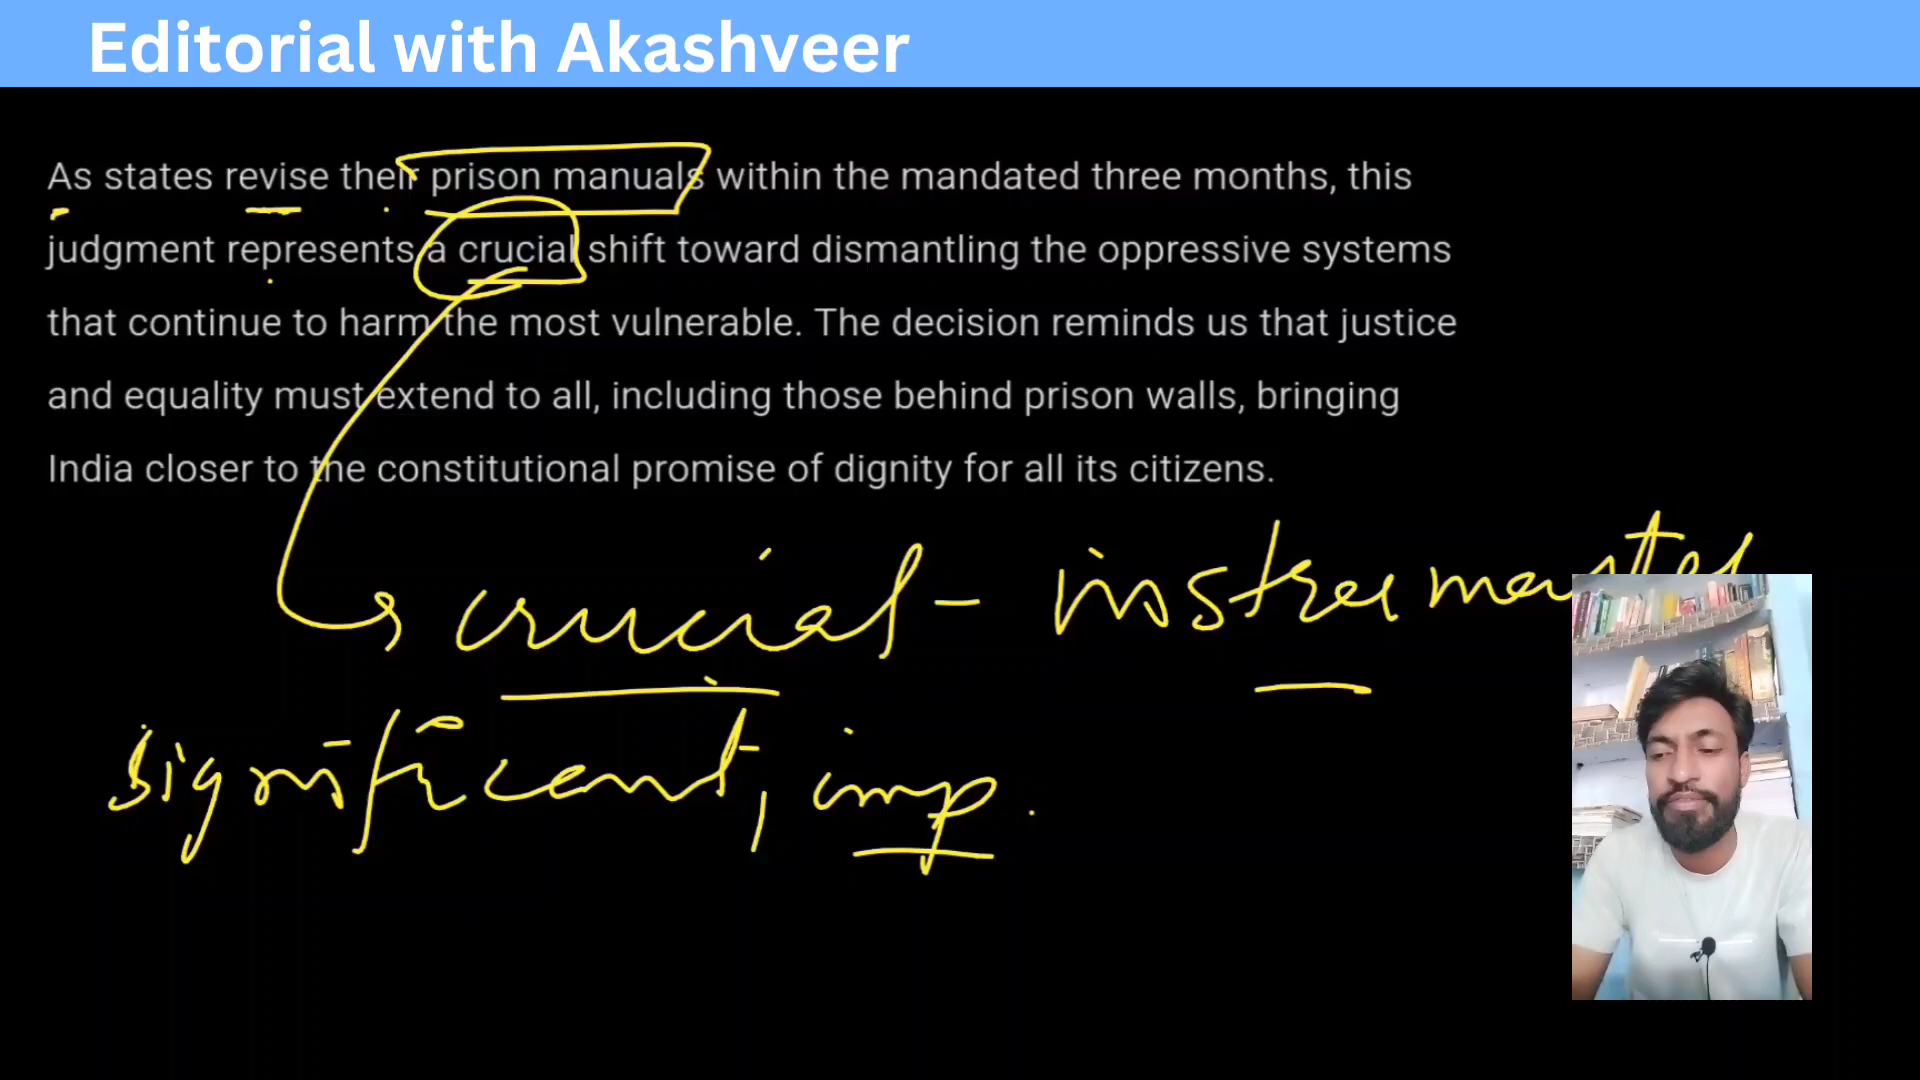 Editorial with Akashveer
As states revise their prison manuals within the mandated three months, this
judgment represents a crucial shift toward dismantling the oppressive systems
that continue to harm the most vulnerable. The decision reminds us that justice
and equality must extend to all, including those behind prison walls, bringing
India closer to the constitutional promise of dignity for all its citizens.
crucial -
significant, imp.